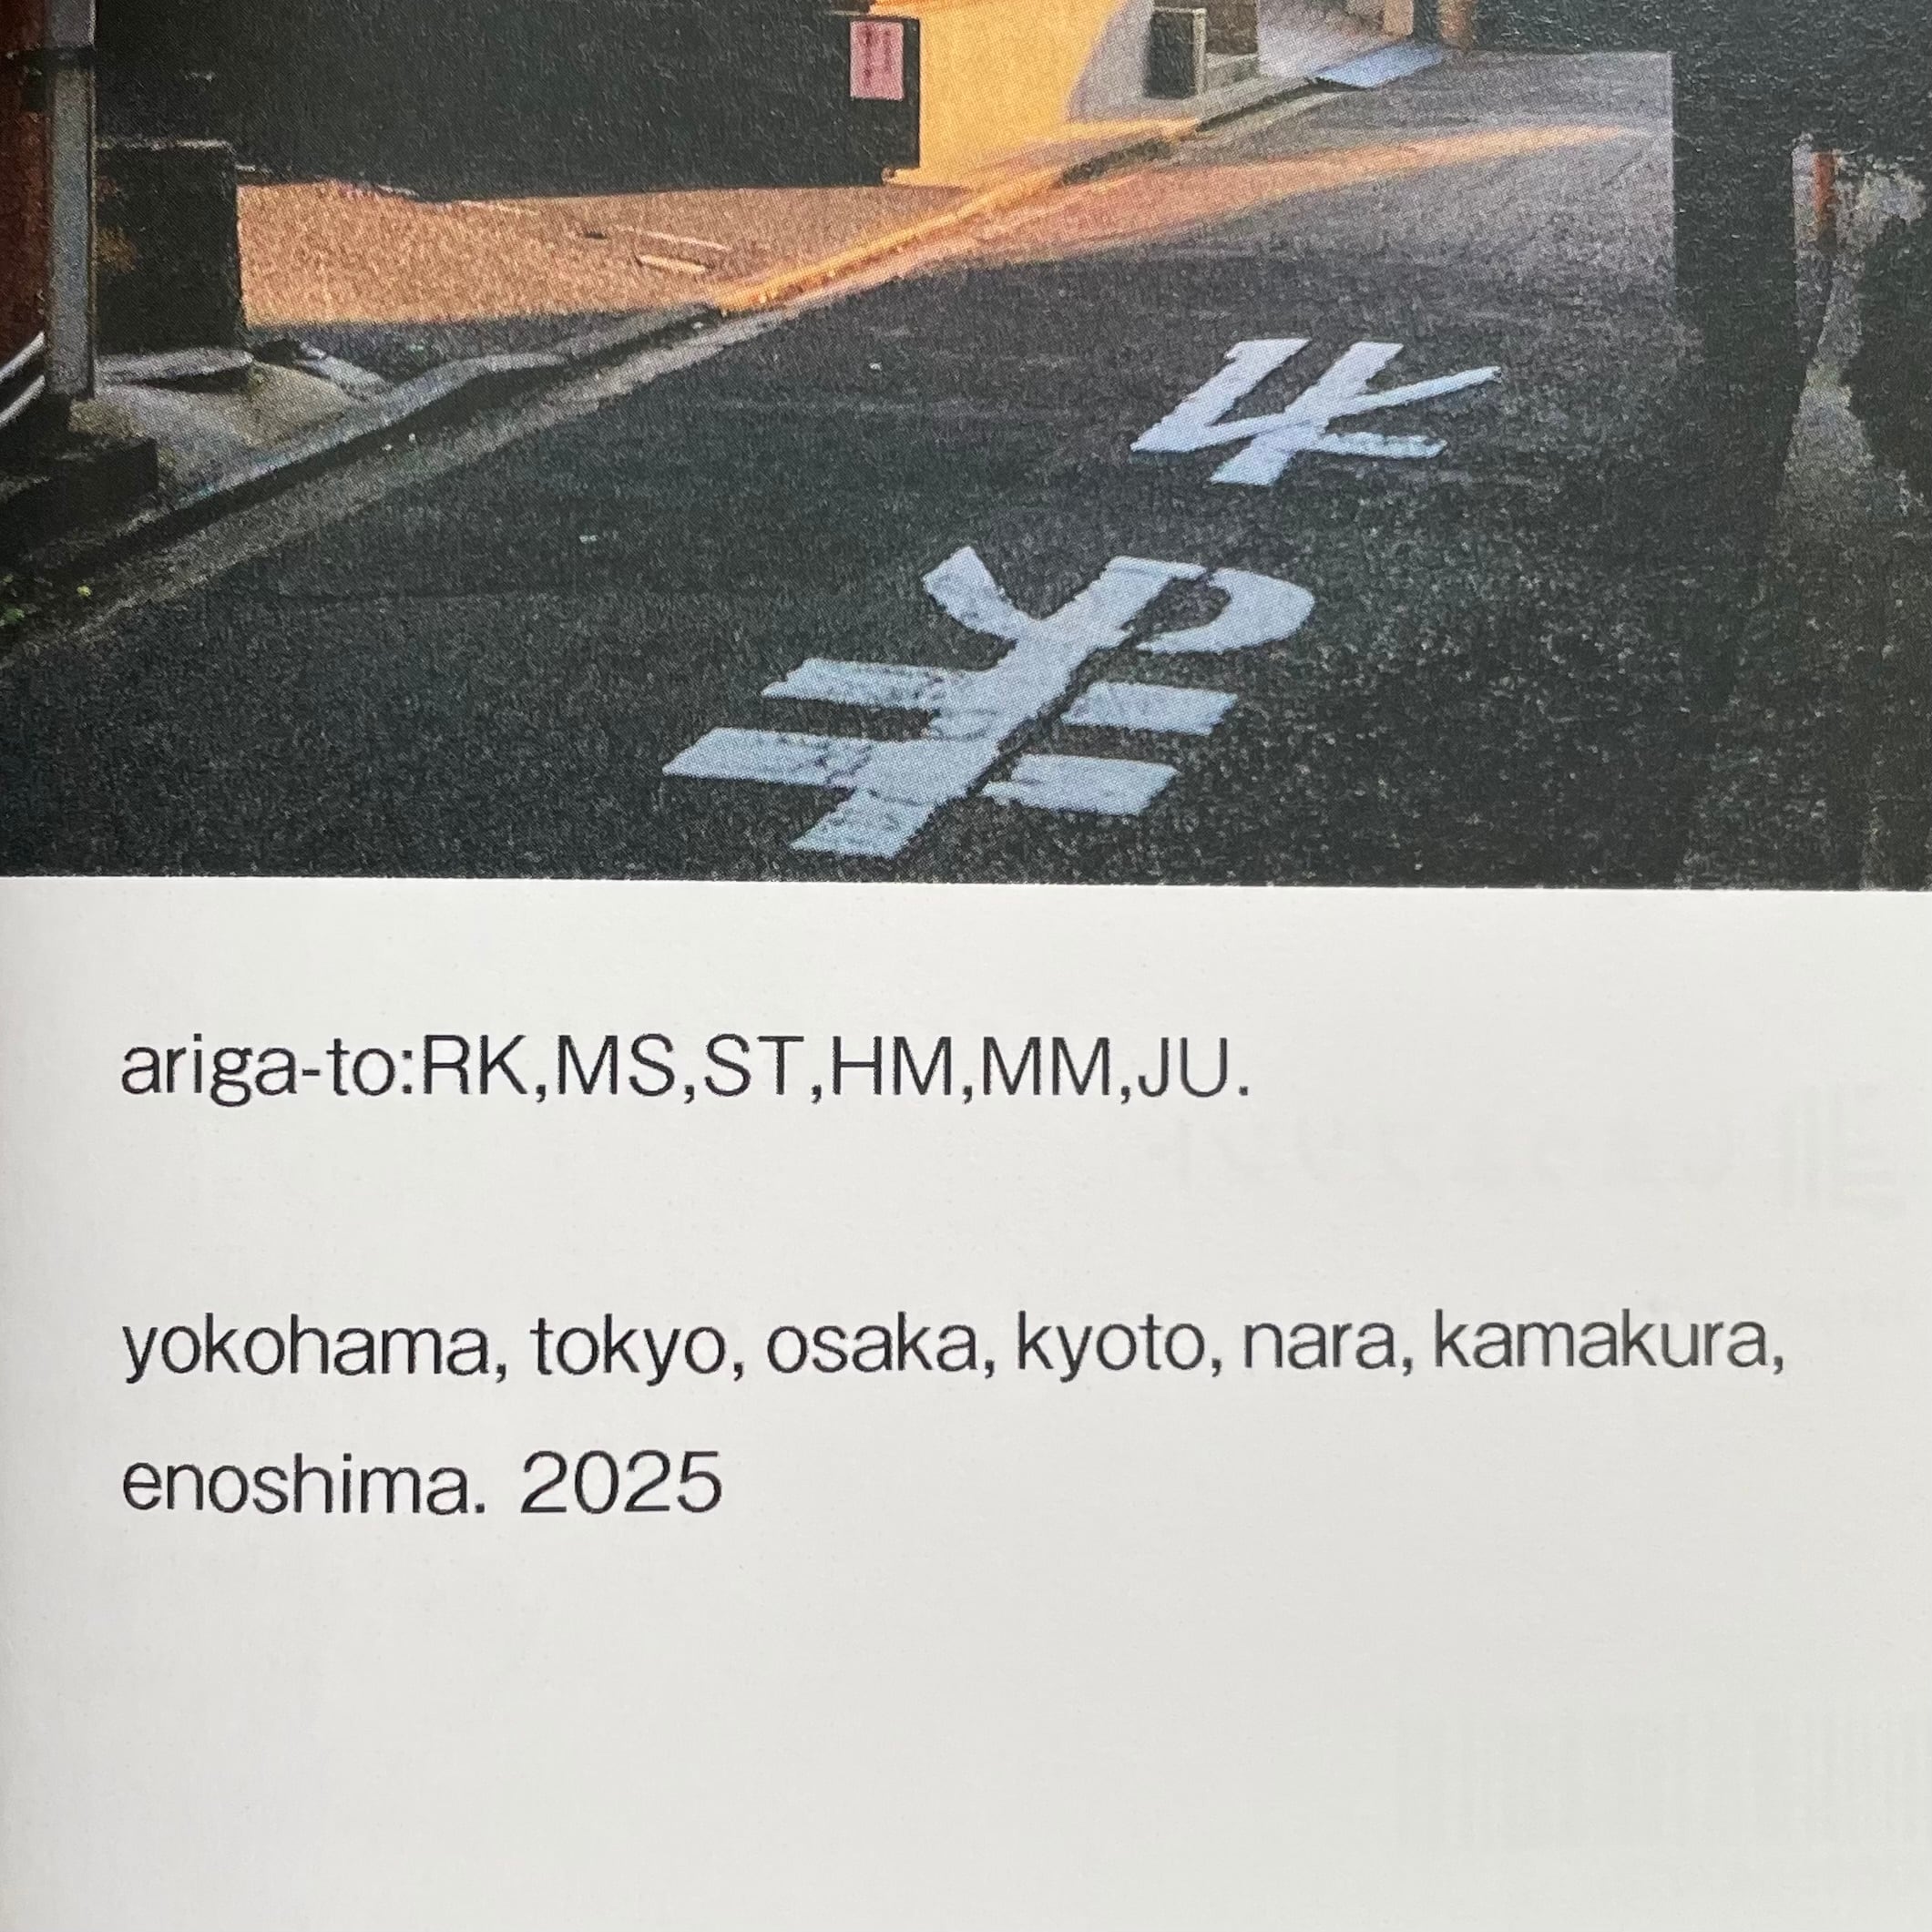 ariga-to:RK,MS,ST,HM,MM,JU.
yokohama, tokyo, osaka, kyoto, nara, kamakura,
enoshima. 2025